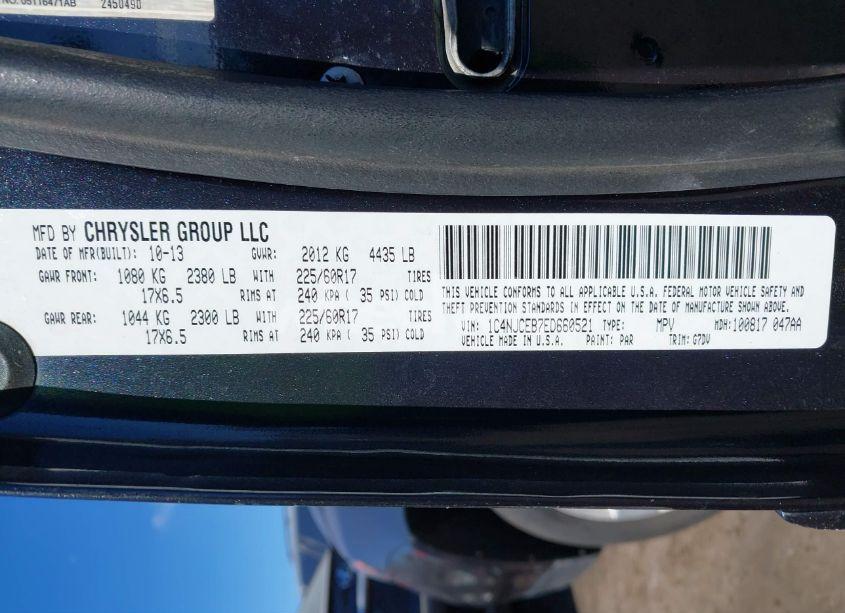 NO. 05116471AB 2450490
MFD BY CHRYSLER GROUP LLC
DATE OF MFR(BUILT): 10-13 GVWR: 2012 KG 4435 LB
GAWR FRONT: 1080 KG 2380 LB WITH 225/60R17 TIRES
17X6.5 RIMS AT 240 KPA ( 35 PSI) COLD
GAWR REAR: 1044 KG 2300 LB WITH 225/60R17 TIRES
17X6.5 RIMS AT 240 KPA ( 35 PSI) COLD
THIS VEHICLE CONFORMS TO ALL APPLICABLE U.S.A. FEDERAL MOTOR VEHICLE SAFETY AND
THEFT PREVENTION STANDARDS IN EFFECT ON THE DATE OF MANUFACTURE SHOWN ABOVE.
VIN: 1C4NJCEB7ED660521 TYPE: MPV MDH:100817 047AA
VEHICLE MADE IN U.S.A. PAINT: PAR TRIM: G7DV